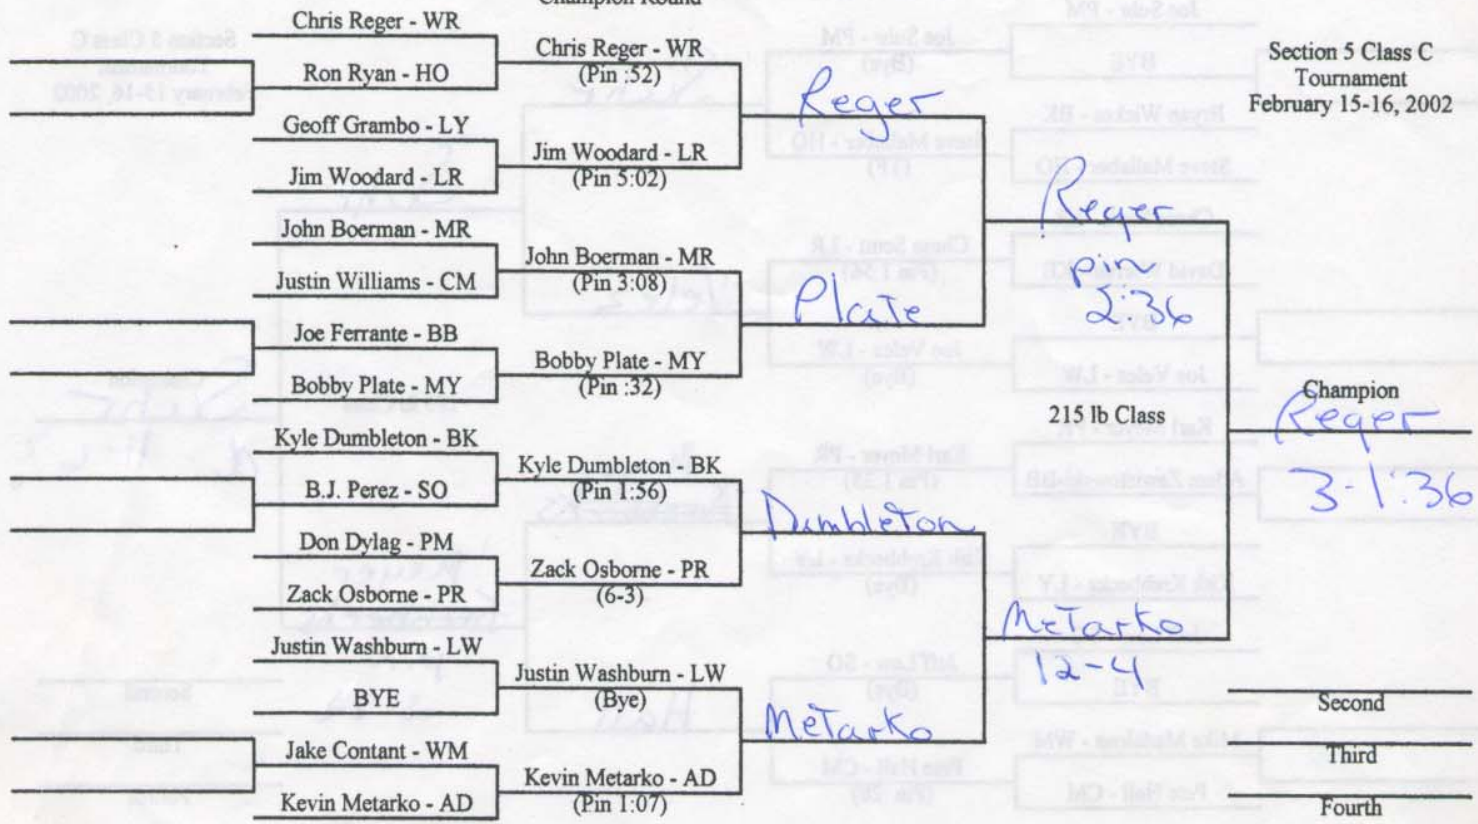 Champion Round
Section 5 Class C
Tournament
February 15-16, 2002
Chris Reger - WR
Ron Ryan - HO
Geoff Grambo - LY
Jim Woodard - LR
John Boerman - MR
Justin Williams - CM
Joe Ferrante - BB
Bobby Plate - MY
Kyle Dumbleton - BK
B.J. Perez - SO
Don Dylag - PM
Zack Osborne - PR
Justin Washburn - LW
BYE
Jake Contant - WM
Kevin Metarko - AD
Chris Reger - WR
(Pin :52)
Jim Woodard - LR
(Pin 5:02)
John Boerman - MR
(Pin 3:08)
Bobby Plate - MY
(Pin :32)
Kyle Dumbleton - BK
(Pin 1:56)
Zack Osborne - PR
(6-3)
Justin Washburn - LW
(Bye)
Kevin Metarko - AD
(Pin 1:07)
Reger
Plate
Dumbleton
Metarko
Reger
pin
2:36
215 lb Class
Metarko
12-4
Champion
Reger
3-1:36
Second
Third
Fourth